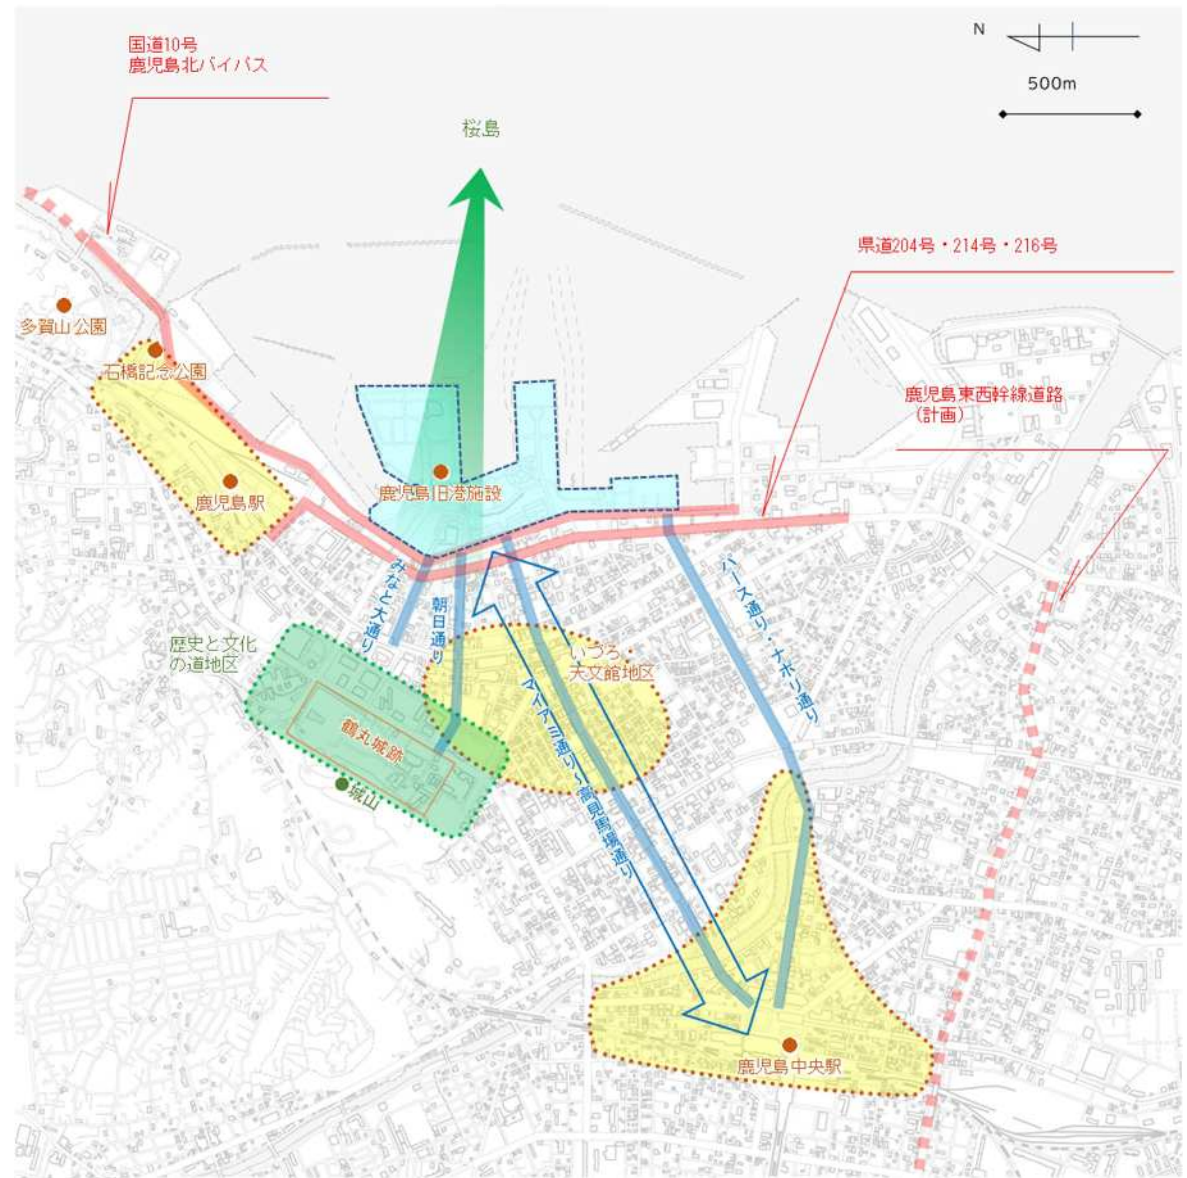 国道10号
鹿児島北バイパス
N
500m
桜島
県道204号・214号・216号
多賀山公園
石橋記念公園
鹿児島東西幹線道路
(計画)
鹿児島駅
鹿児島旧港施設
みなと大通り
朝日通り
パース通り・ナポリ通り
歴史と文化
の道地区
いづろ・
天文館地区
マイアミ通り〜高見馬場通り
鶴丸城跡
城山
鹿児島中央駅